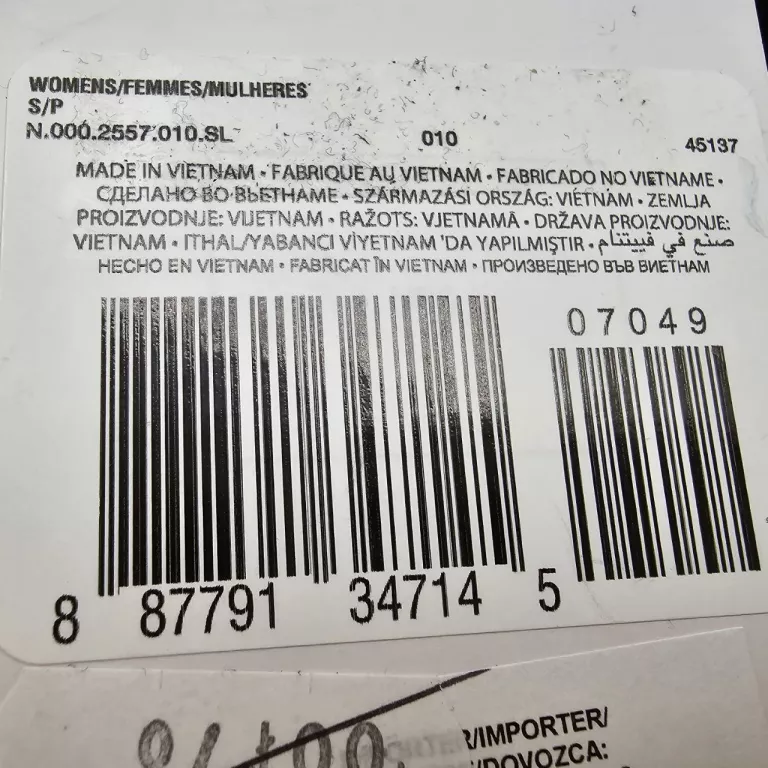 WOMENS/FEMMES/MULHERES
S/P
N.000.2557.010.SL 010 45137
MADE IN VIETNAM • FABRIQUE AU VIETNAM • FABRICADO NO VIETNAME •
СДЕЛАНО ВО ВЬЕТНАМЕ • SZÁRMAZÁSI ORSZÁG: VIETNAM • ZEMLJA
PROIZVODNJE: VIJETNAM • RAŽOTS: VJETNAMĀ • DRŽAVA PROIZVODNJE:
VIETNAM • ITHAL/YABANCI VIYETNAM 'DA YAPILMIŞTIR • صنع في فييتنام
HECHO EN VIETNAM • FABRICAT ÎN VIETNAM • ПРОИЗВЕДЕНО ВЪВ ВИЕТНАМ
07049
8 87791 34714 5
/IMPORTER/
DOVOZCA: